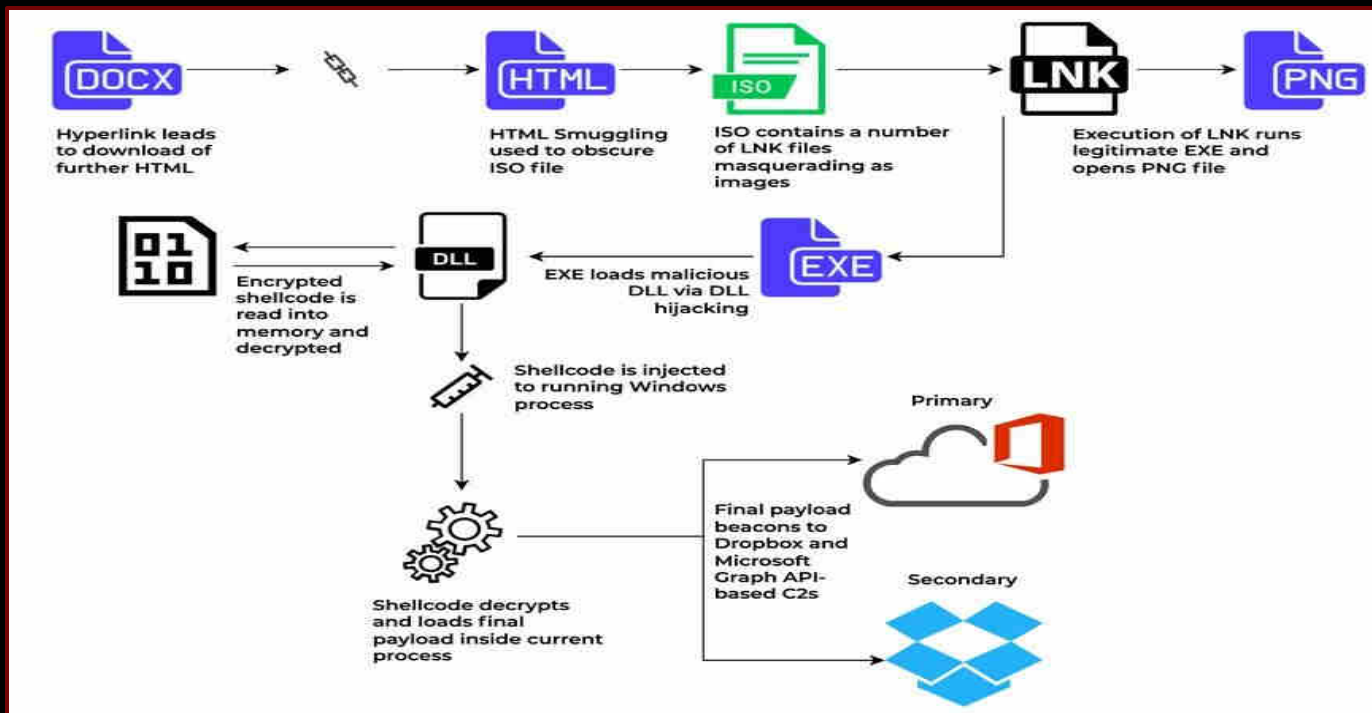 DOCX
HTML
ISO
LNK
PNG
Hyperlink leads
to download of
further HTML
HTML Smuggling
used to obscure
ISO file
ISO contains a number
of LNK files
masquerading as
images
Execution of LNK runs
legitimate EXE and
opens PNG file
01
10
DLL
EXE
Encrypted
shellcode is
read into
memory and
decrypted
EXE loads malicious
DLL via DLL
hijacking
Shellcode is injected
to running Windows
process
Primary
Final payload
beacons to
Dropbox and
Microsoft
Graph API-
based C2s
Secondary
Shellcode decrypts
and loads final
payload inside current
process